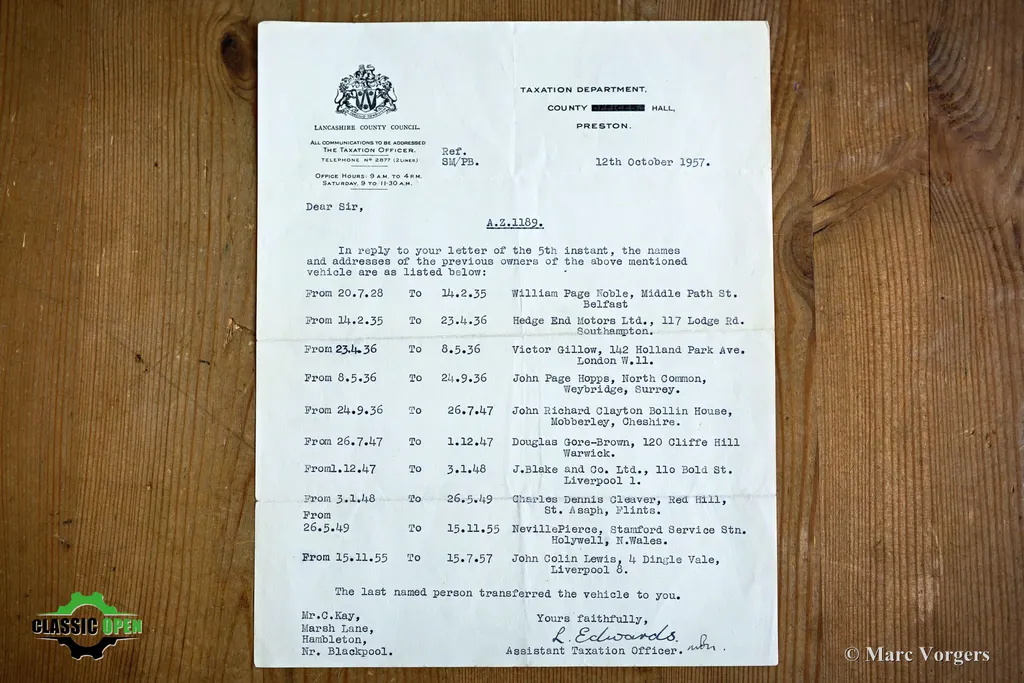 TAXATION DEPARTMENT,
COUNTY OFFICES HALL,
PRESTON.
LANCASHIRE COUNTY COUNCIL.
ALL COMMUNICATIONS TO BE ADDRESSED
THE TAXATION OFFICER.
TELEPHONE Nº 2877 (2 LINES)
OFFICE HOURS: 9 A.M. TO 4 P.M.
SATURDAY, 9 TO 11-30 A.M.
Ref.
SM/PB.
12th October 1957.
Dear Sir,
A.Z.1189.
In reply to your letter of the 5th instant, the names
and addresses of the previous owners of the above mentioned
vehicle are as listed below:
From 20.7.28 To 14.2.35 William Page Noble, Middle Path St.
Belfast
From 14.2.35 To 23.4.36 Hedge End Motors Ltd., 117 Lodge Rd.
Southampton.
From 23.4.36 To 8.5.36 Victor Gillow, 142 Holland Park Ave.
London W.11.
From 8.5.36 To 24.9.36 John Page Hopps, North Common,
Weybridge, Surrey.
From 24.9.36 To 26.7.47 John Richard Clayton Bollin House,
Mobberley, Cheshire.
From 26.7.47 To 1.12.47 Douglas Gore-Brown, 120 Cliffe Hill
Warwick.
From1.12.47 To 3.1.48 J.Blake and Co. Ltd., 11o Bold St.
Liverpool 1.
From 3.1.48 To 26.5.49 Charles Dennis Cleaver, Red Hill,
St. Asaph, Flints.
From
26.5.49 To 15.11.55 NevillePierce, Stamford Service Stn.
Holywell, N.Wales.
From 15.11.55 To 15.7.57 John Colin Lewis, 4 Dingle Vale,
Liverpool 8.
The last named person transferred the vehicle to you.
Mr.C.Kay,
Marsh Lane,
Hambleton,
Nr. Blackpool.
Yours faithfully,
L. Edwards.
Assistant Taxation Officer.
CLASSIC OPEN
© Marc Vorgers